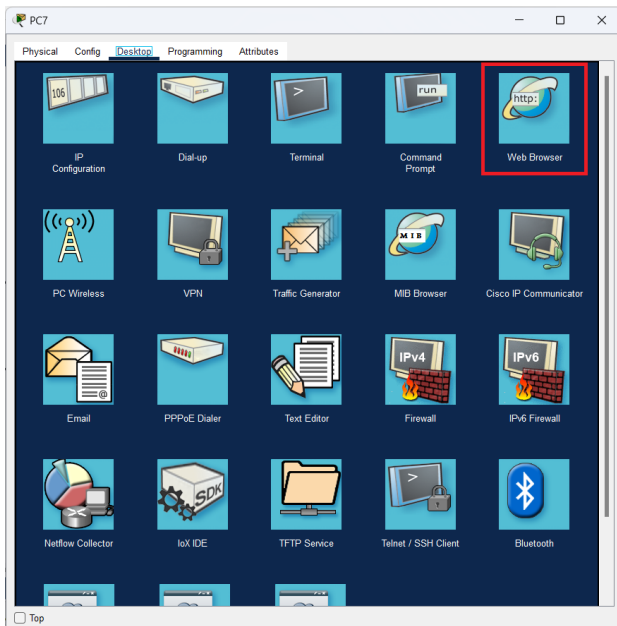 PC7
Physical Config Desktop Programming Attributes
106
>
run
http:
IP
Configuration
Dial-up
Terminal
Command
Prompt
Web Browser
((•))
MIB
PC Wireless
VPN
Traffic Generator
MIB Browser
Cisco IP Communicator
@
IPv4
IPv6
Email
PPPoE Dialer
Text Editor
Firewall
IPv6 Firewall
SDK
>
Netflow Collector
IoX IDE
TFTP Service
Telnet / SSH Client
Bluetooth
Top